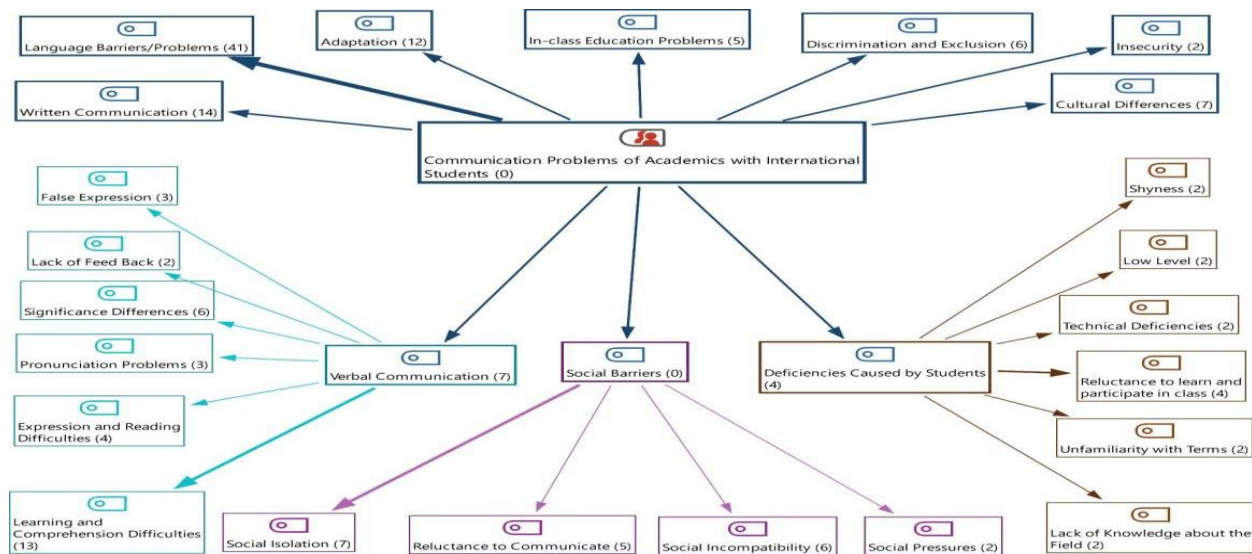 Language Barriers/Problems (41)
Adaptation (12)
In-class Education Problems (5)
Discrimination and Exclusion (6)
Insecurity (2)
Written Communication (14)
Cultural Differences (7)
Communication Problems of Academics with International
Students (0)
False Expression (3)
Lack of Feed Back (2)
Significance Differences (6)
Pronunciation Problems (3)
Expression and Reading
Difficulties (4)
Learning and
Comprehension Difficulties
(13)
Verbal Communication (7)
Social Barriers (0)
Deficiencies Caused by Students
(4)
Shyness (2)
Low Level (2)
Technical Deficiencies (2)
Reluctance to learn and
participate in class (4)
Unfamiliarity with Terms (2)
Lack of Knowledge about the
Field (2)
Social Isolation (7)
Reluctance to Communicate (5)
Social Incompatibility (6)
Social Pressures (2)